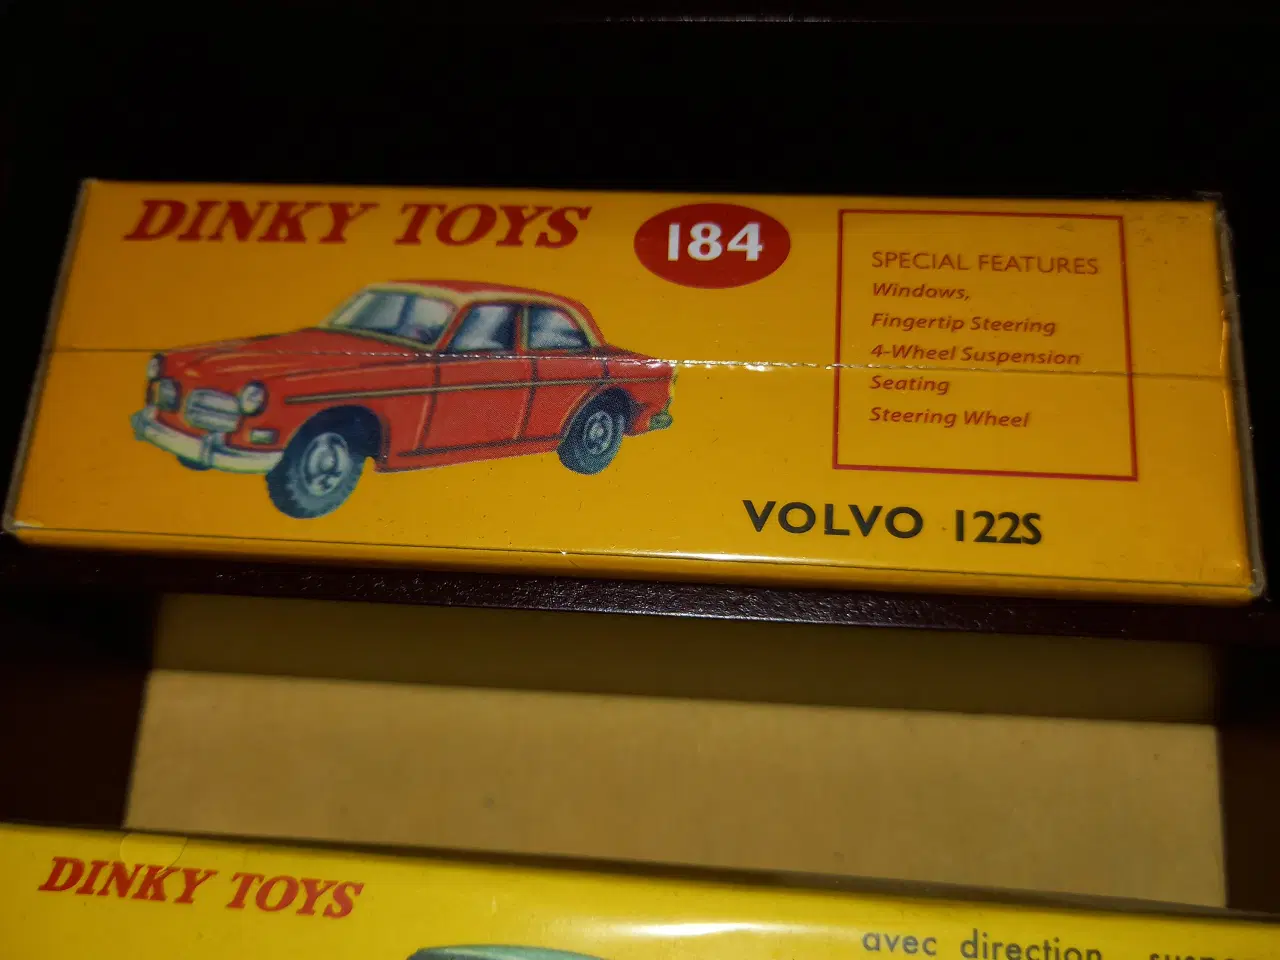 DINKY TOYS
184
SPECIAL FEATURES
Windows,
Fingertip Steering
4-Wheel Suspension
Seating
Steering Wheel
VOLVO 122S
DINKY TOYS
avec direction